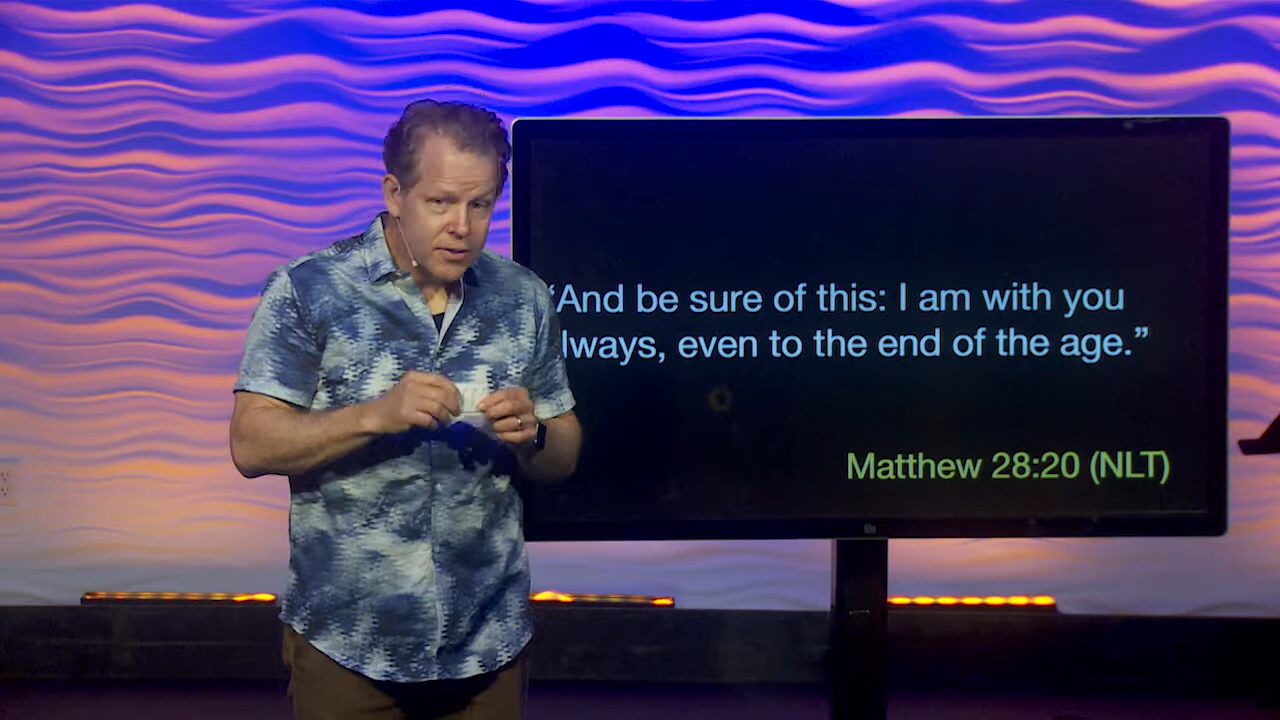 “And be sure of this: I am with you
lways, even to the end of the age.”
Matthew 28:20 (NLT)